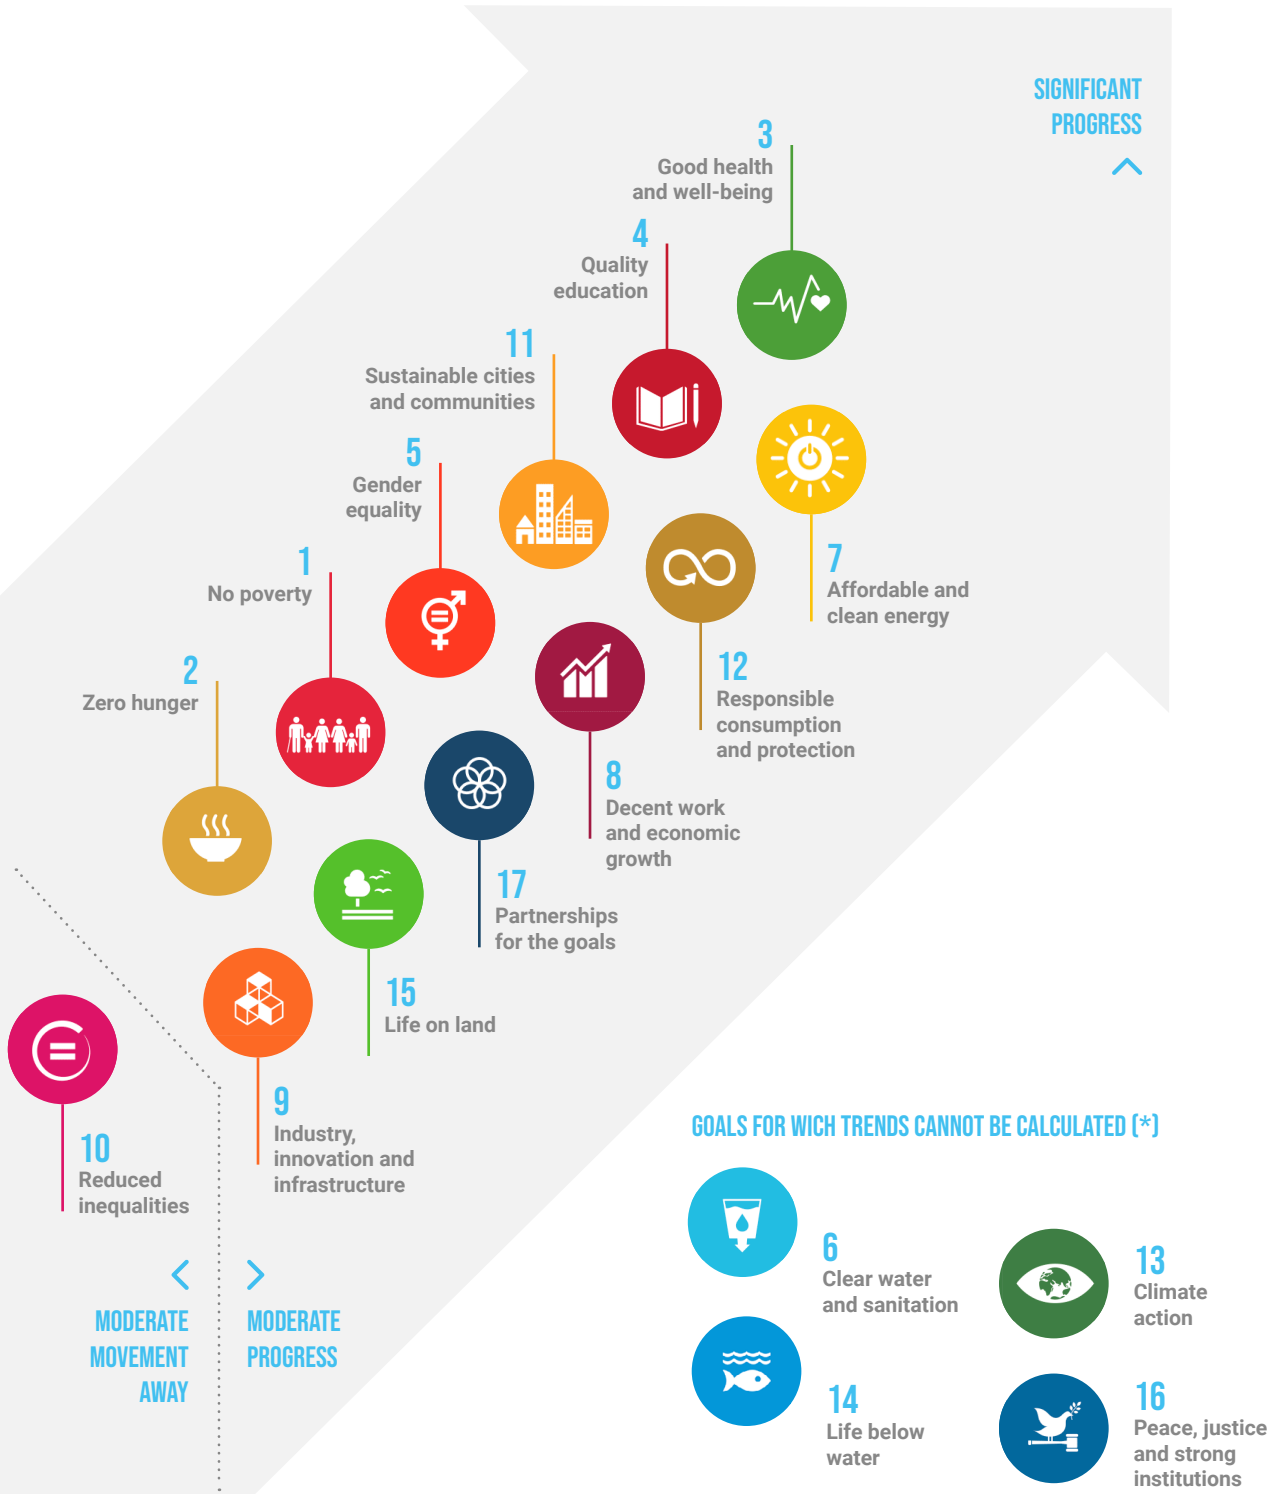 SIGNIFICANT
PROGRESS
3
Good health
and well-being
4
Quality
education
11
Sustainable cities
and communities
5
Gender
equality
7
Affordable and
clean energy
1
No poverty
12
Responsible
consumption
and protection
2
Zero hunger
8
Decent work
and economic
growth
17
Partnerships
for the goals
15
Life on land
9
Industry,
innovation and
infrastructure
10
Reduced
inequalities
MODERATE
MOVEMENT
AWAY
MODERATE
PROGRESS
GOALS FOR WICH TRENDS CANNOT BE CALCULATED (*)
6
Clear water
and sanitation
13
Climate
action
14
Life below
water
16
Peace, justice
and strong
institutions